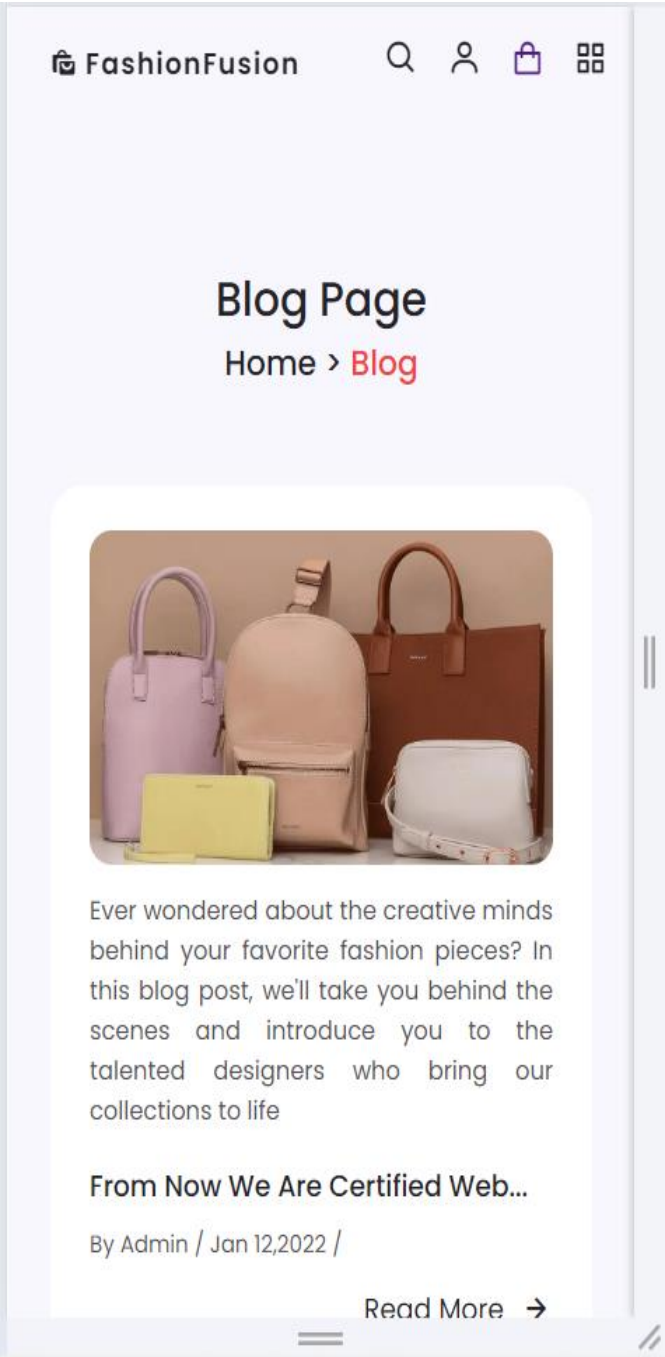 FashionFusion
Blog Page
Home > Blog
Ever wondered about the creative minds
behind your favorite fashion pieces? In
this blog post, we'll take you behind the
scenes and introduce you to the
talented designers who bring our
collections to life
From Now We Are Certified Web...
By Admin / Jan 12,2022 /
Read More →